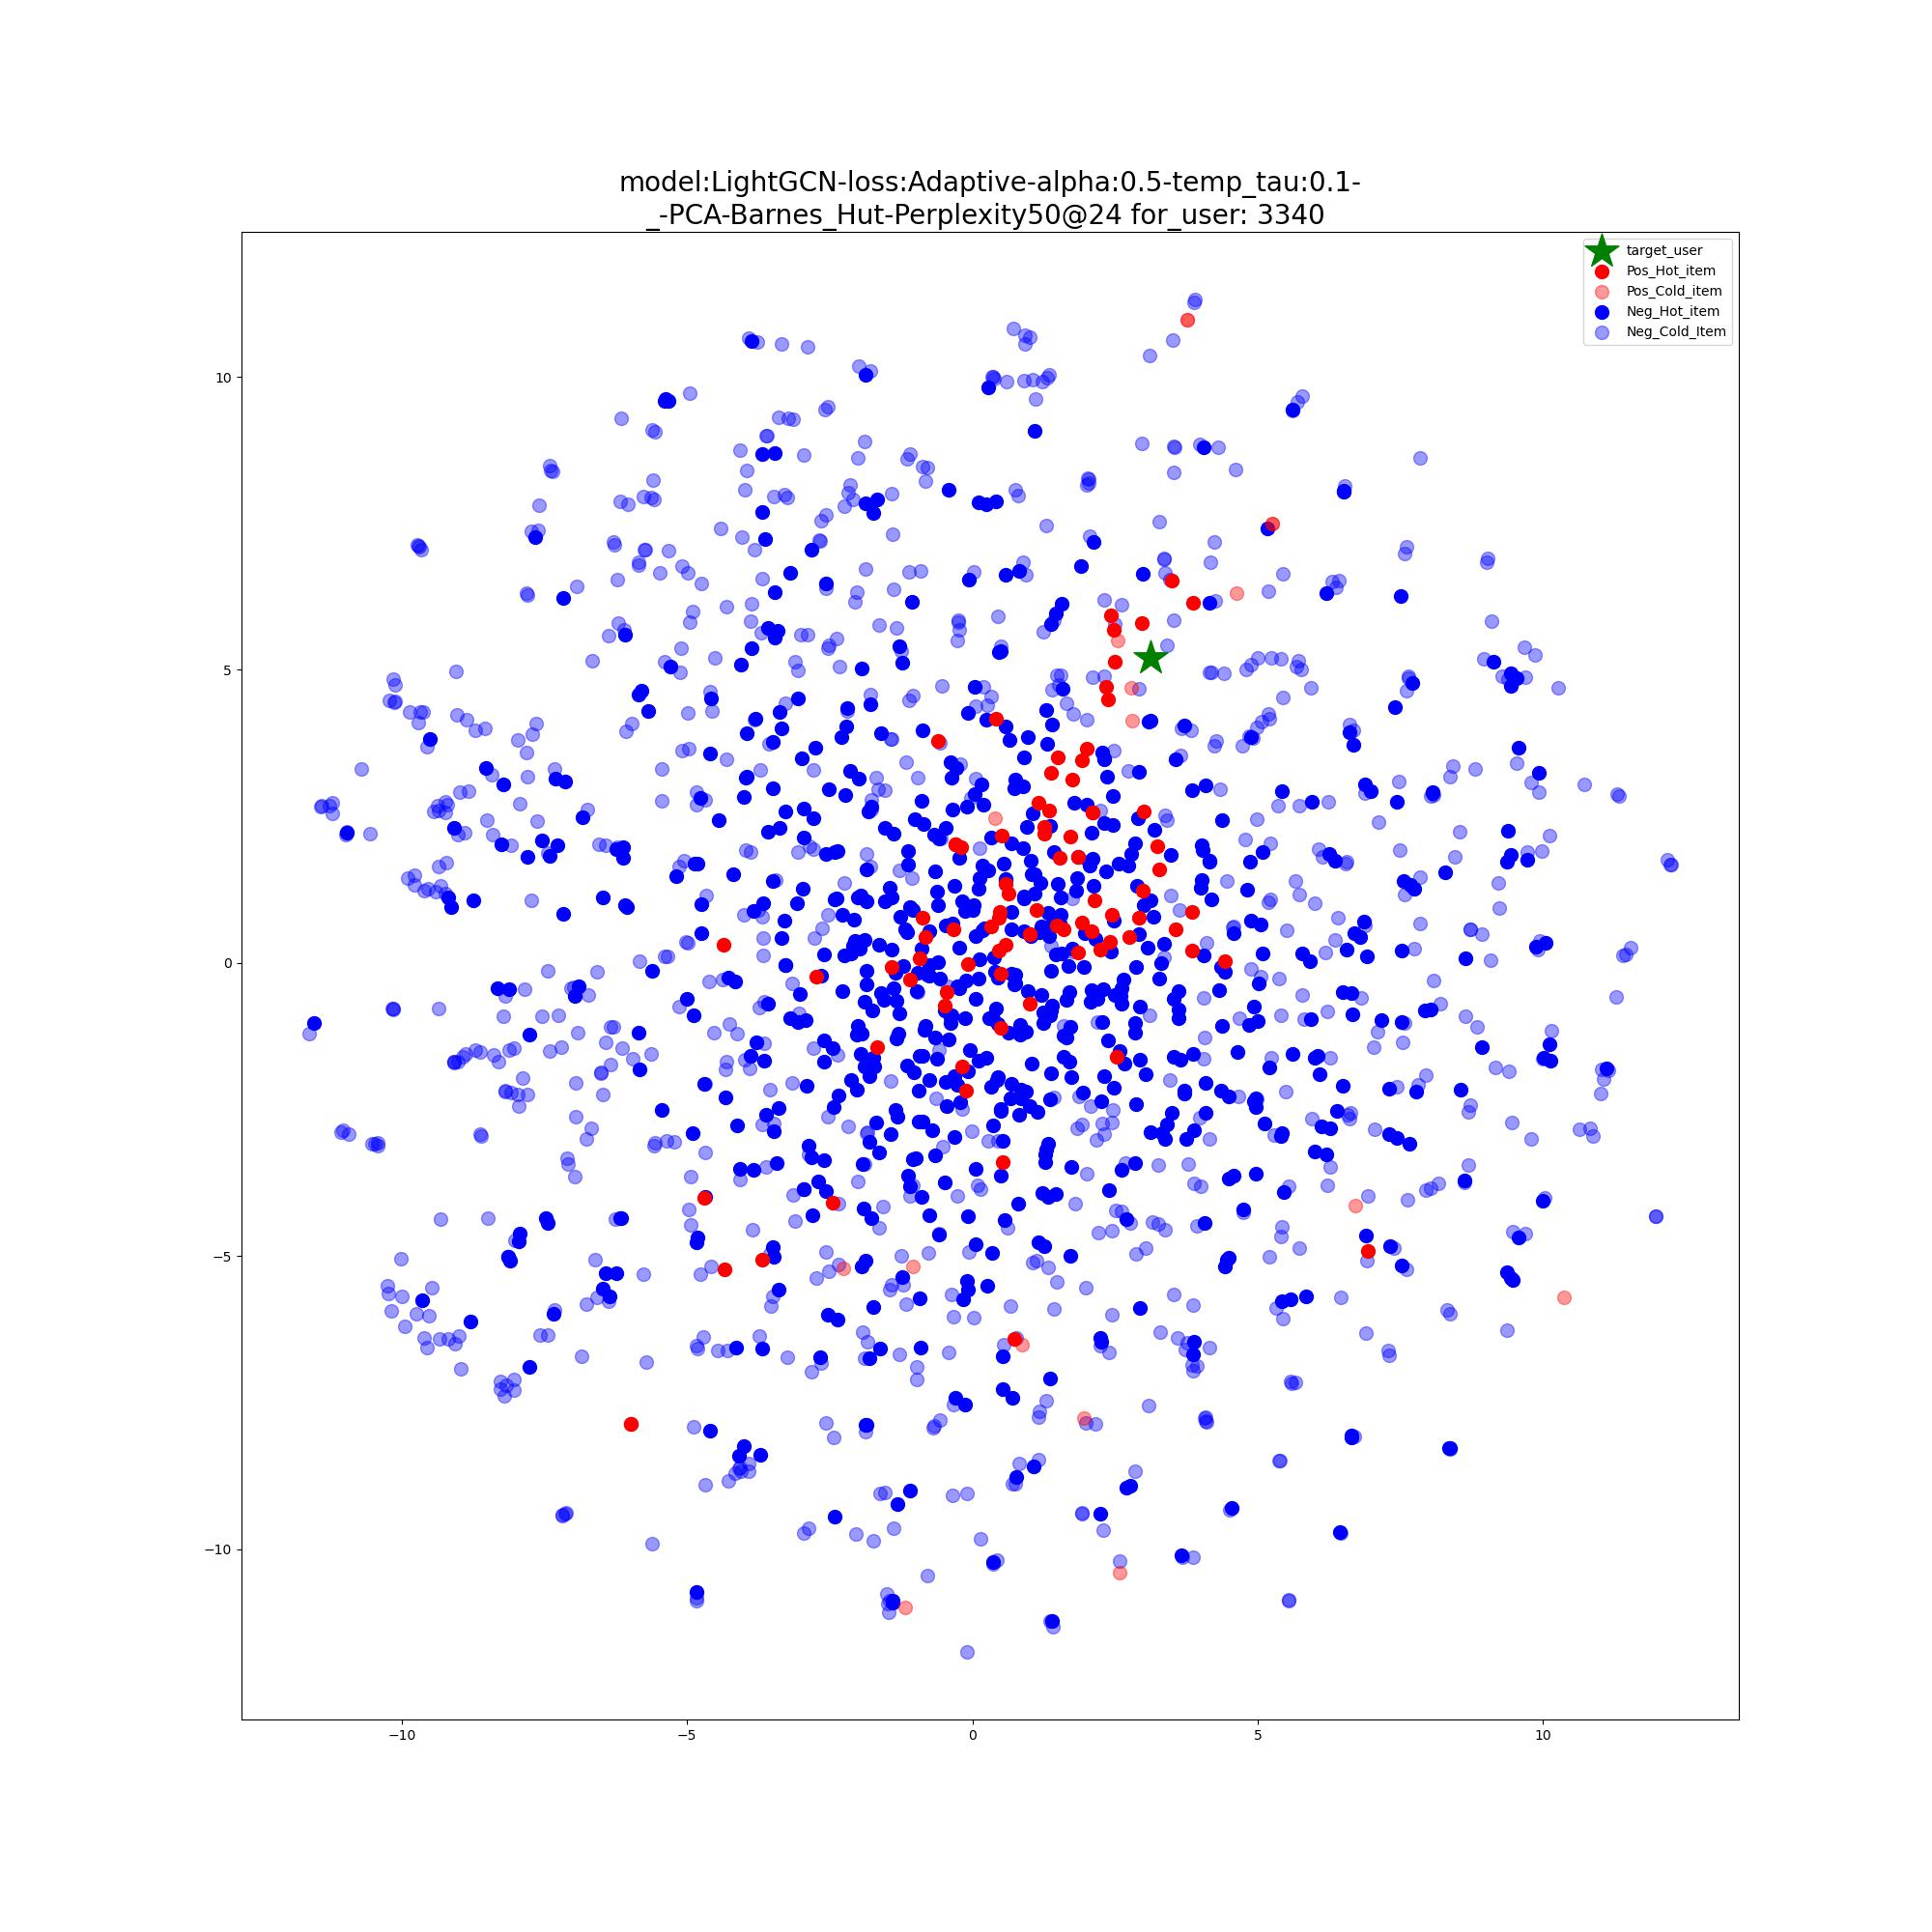 model:LightGCN-loss:Adaptive-alpha:0.5-temp_tau:0.1-
_-PCA-Barnes_Hut-Perplexity50@24 for_user: 3340
target_user
Pos_Hot_item
Pos_Cold_item
Neg_Hot_item
Neg_Cold_Item
10
5
0
−5
−10
−10
−5
0
5
10